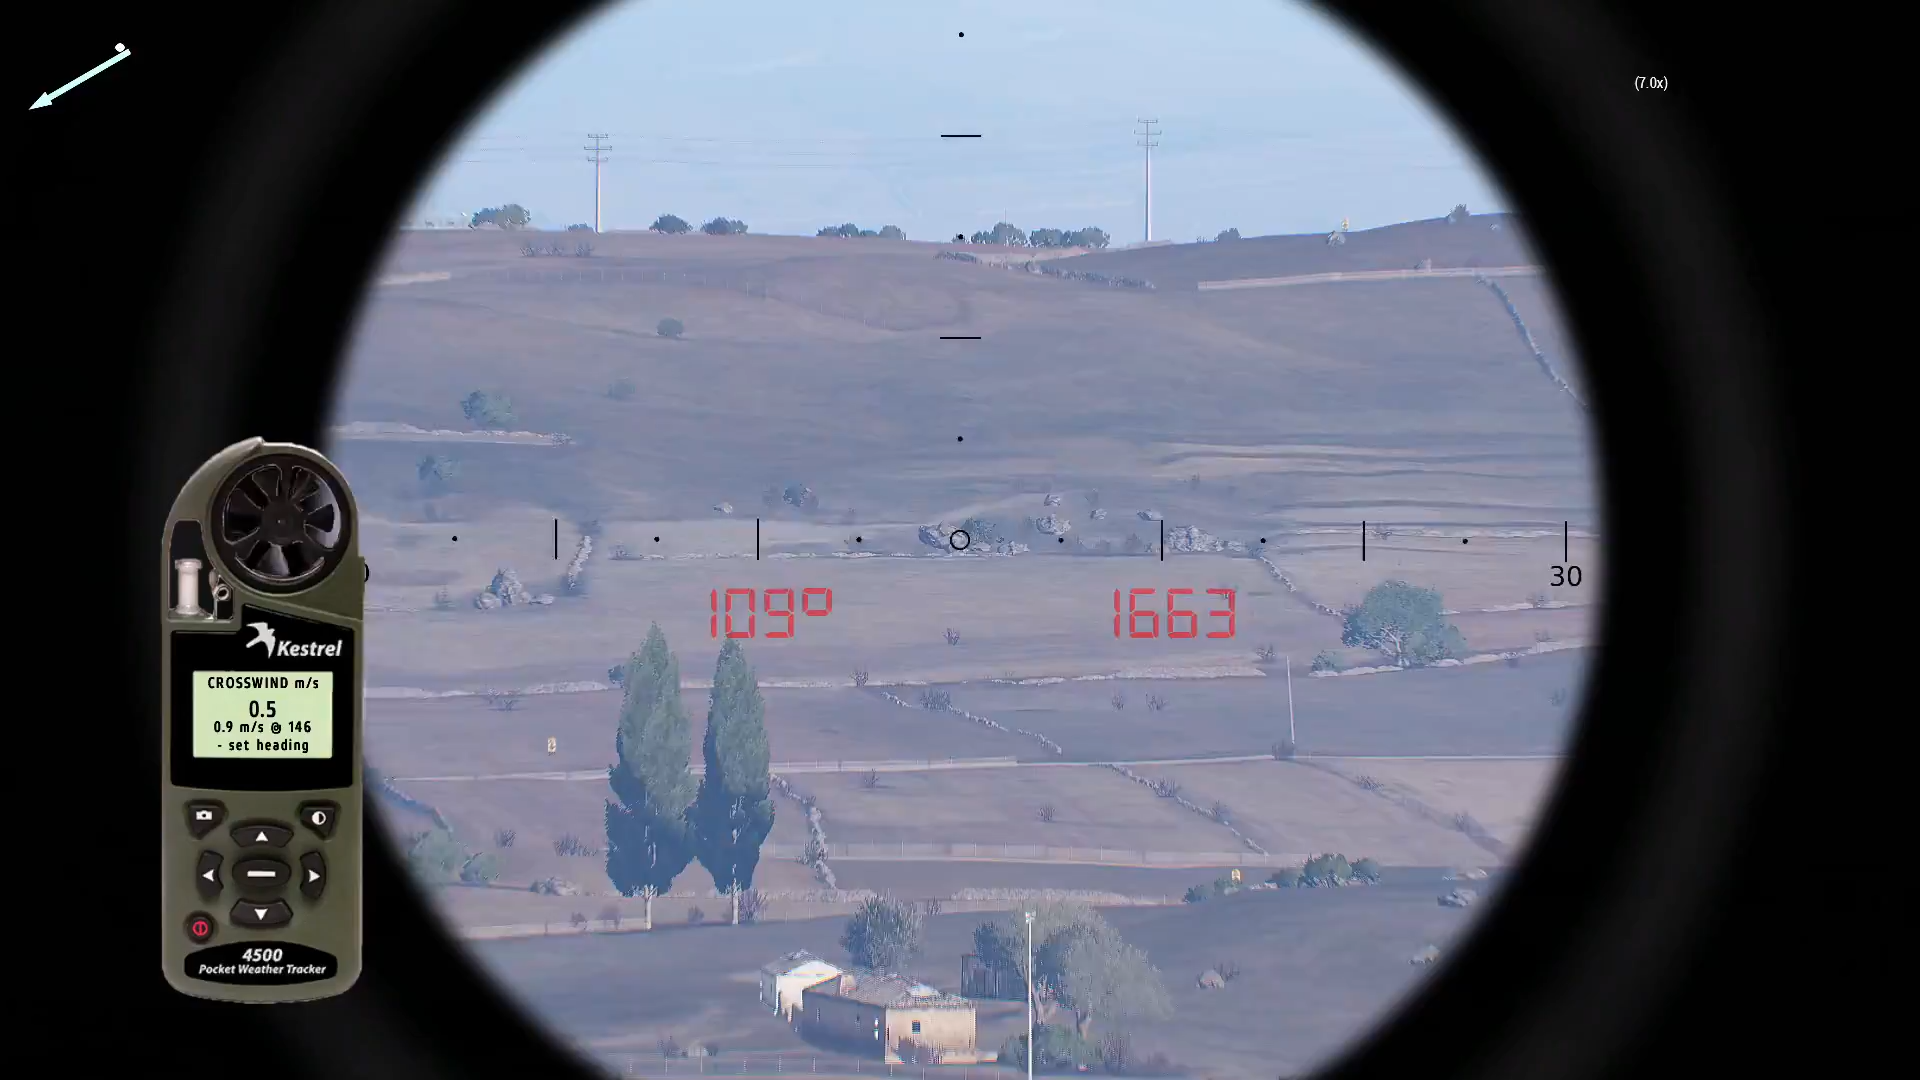 (7.0x)
30
109°
1663
Kestrel
CROSSWIND m/s
0.5
0.9 m/s @ 146
- set heading
4500
Pocket Weather Tracker